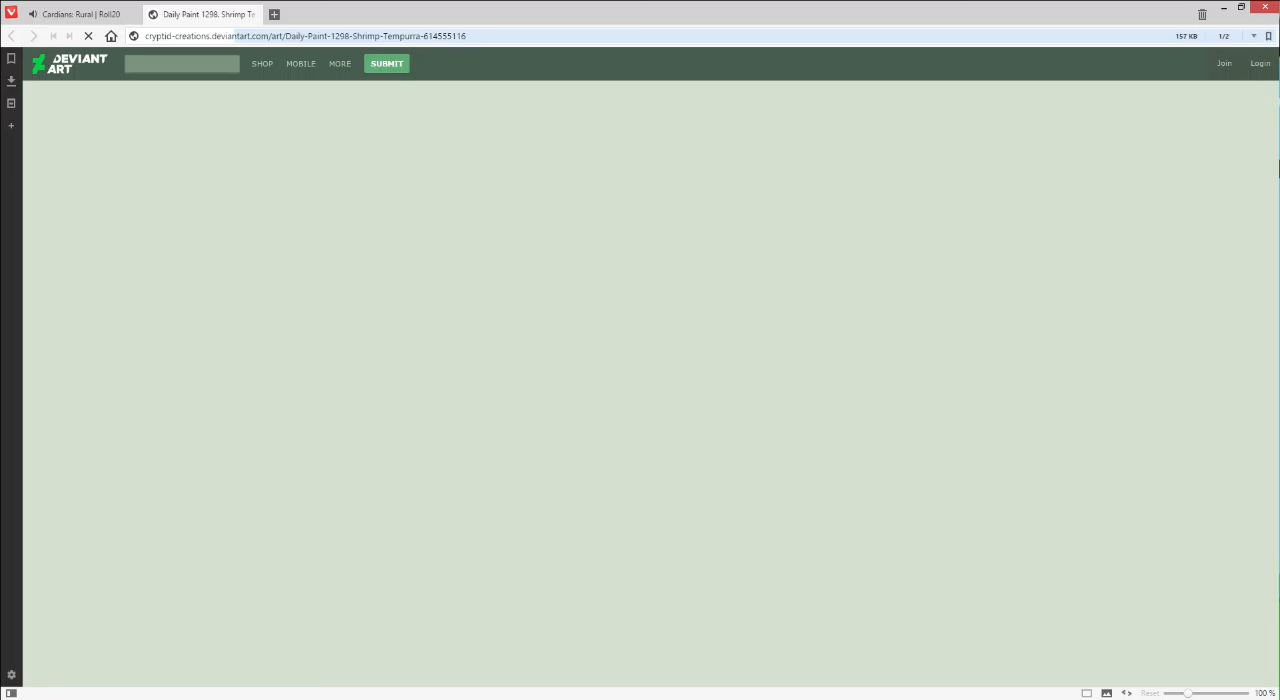 Cardians: Rural | Roll20
Daily Paint 1298. Shrimp Te
cryptid-creations.deviantart.com/art/Daily-Paint-1298-Shrimp-Tempurra-614555116
157 KB
1/2
DEVIANT
ART
SHOP
MOBILE
MORE
SUBMIT
Join
Login
Reset
100 %